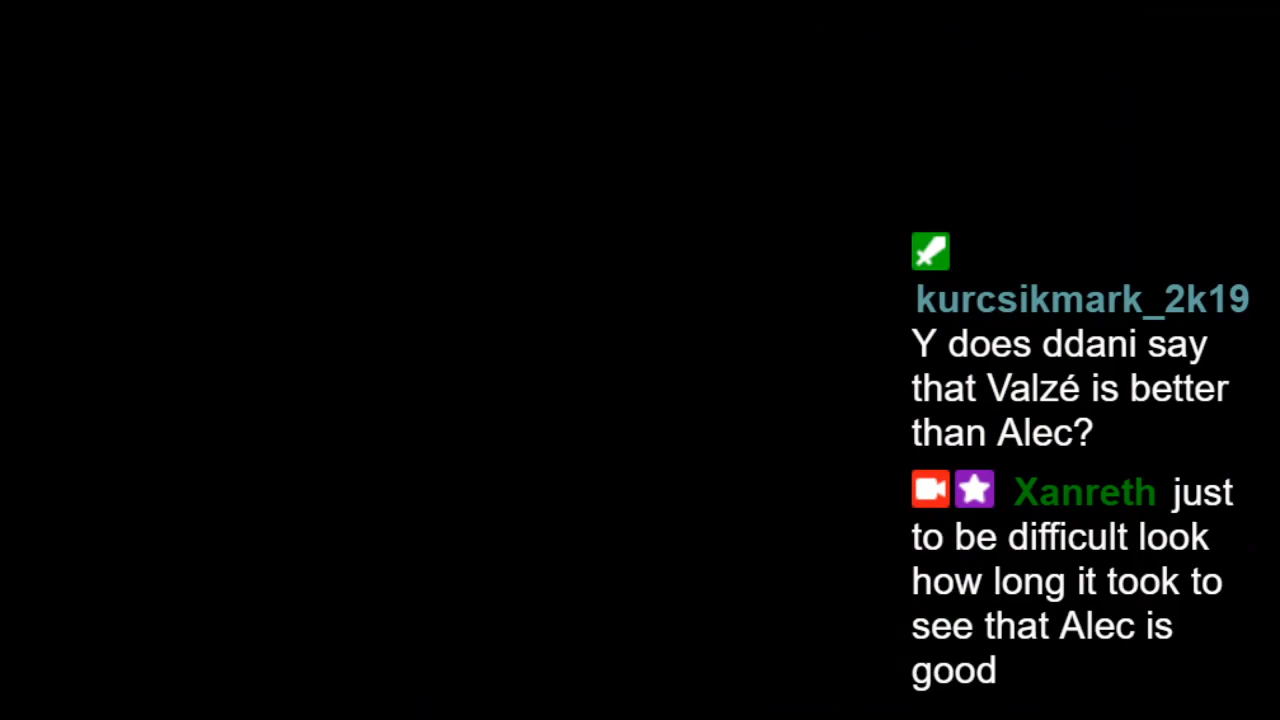 kurcsikmark_2k19
Y does ddani say
that Valzé is better
than Alec?
Xanreth just
to be difficult look
how long it took to
see that Alec is
good